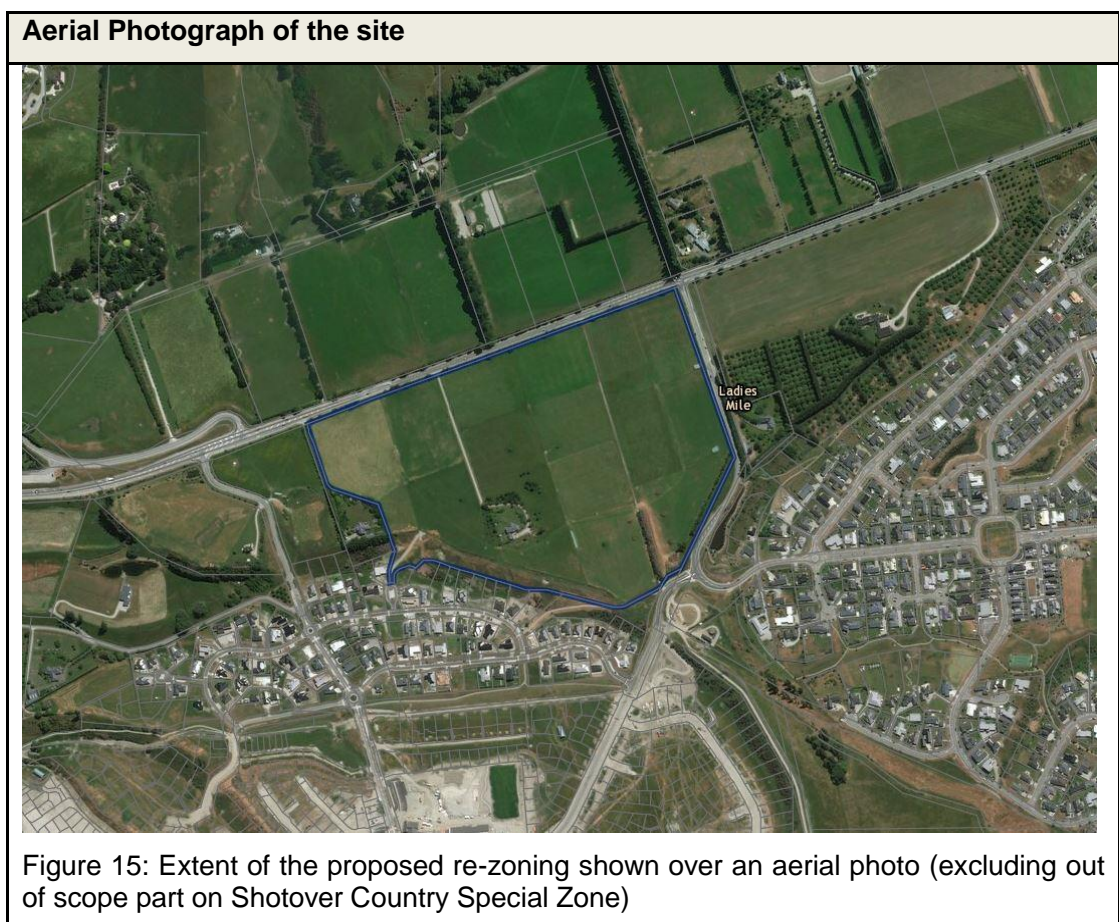 Aerial Photograph of the site
Ladies
Mile
Figure 15: Extent of the proposed re-zoning shown over an aerial photo (excluding out
of scope part on Shotover Country Special Zone)